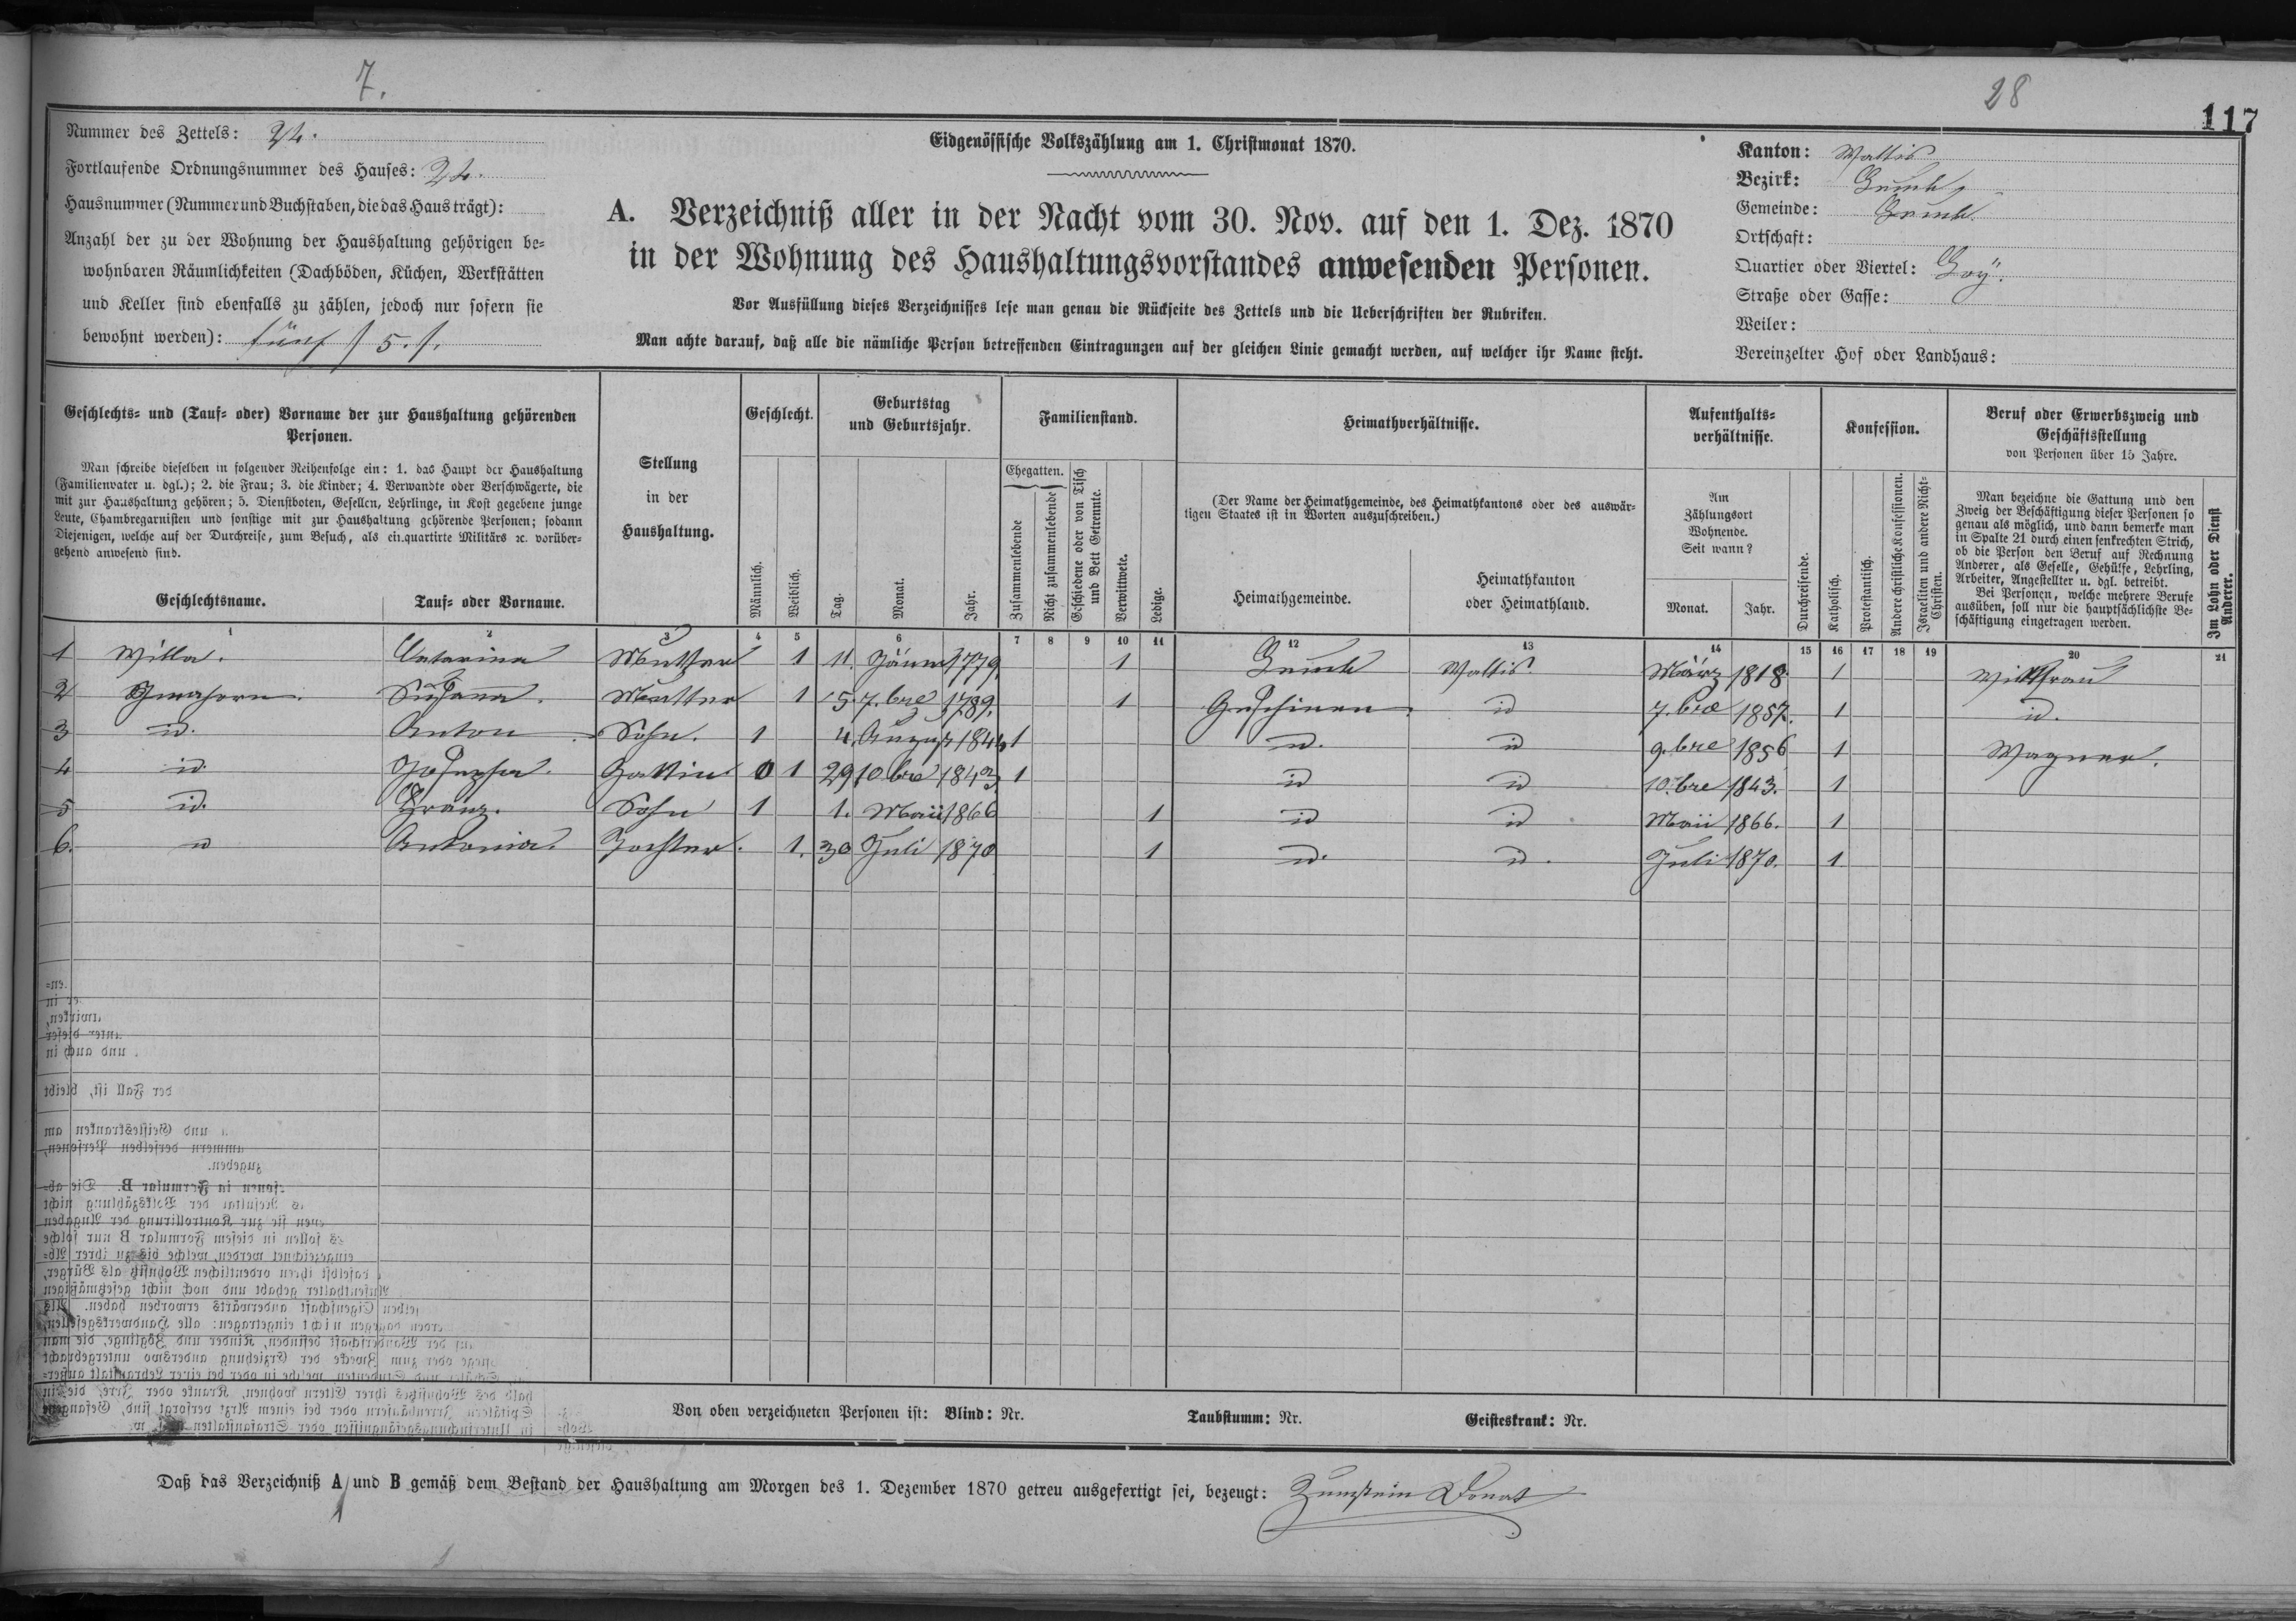 7.
28
117
Nummer des Zettels: 24.
Fortlaufende Ordnungsnummer des Hauses: 24.
Hausnummer (Nummer und Buchstaben, die das Haus trägt):
Anzahl der zu der Wohnung der Haushaltung gehörigen be=
wohnbaren Räumlichkeiten (Dachböden, Küchen, Werkstätten
und Keller sind ebenfalls zu zählen, jedoch nur sofern sie
bewohnt werden): fünf / 5. /.
Eidgenössische Volkszählung am 1. Christmonat 1870.
A. Verzeichniß aller in der Nacht vom 30. Nov. auf den 1. Dez. 1870
in der Wohnung des Haushaltungsvorstandes anwesenden Personen.
Vor Ausfüllung dieses Verzeichnisses lese man genau die Rückseite des Zettels und die Ueberschriften der Rubriken.
Man achte darauf, daß alle die nämliche Person betreffenden Eintragungen auf der gleichen Linie gemacht werden, auf welcher ihr Name steht.
Kanton: Wallis
Bezirk:
Gemeinde:
Ortschaft:
Quartier oder Viertel:
Straße oder Gasse:
Weiler:
Vereinzelter Hof oder Landhaus:
Geschlechts= und (Tauf= oder) Vorname der zur Haushaltung gehörenden
Personen.
Man schreibe dieselben in folgender Reihenfolge ein: 1. das Haupt der Haushaltung
(Familienvater u. dgl.); 2. die Frau; 3. die Kinder; 4. Verwandte oder Verschwägerte, die
mit zur Haushaltung gehören; 5. Dienstboten, Gesellen, Lehrlinge, in Kost gegebene junge
Leute, Chambregarnisten und sonstige mit zur Haushaltung gehörende Personen; sodann
Diejenigen, welche auf der Durchreise, zum Besuch, als einquartirte Militärs ꝛc. vorüber=
gehend anwesend sind.
Geschlechtsname.
Tauf= oder Vorname.
Stellung
in der
Haushaltung.
Geschlecht.
Männlich.
Weiblich.
Geburtstag
und Geburtsjahr.
Tag.
Monat.
Jahr.
Familienstand.
Ehegatten.
Zusammenlebende
Nicht zusammenlebende
Geschiedene oder von Tisch
und Bett Getrennte.
Verwittwete.
Ledige.
Heimathverhältnisse.
(Der Name der Heimathgemeinde, des Heimathkantons oder des auswär=
tigen Staates ist in Worten auszuschreiben.)
Heimathgemeinde.
Heimathkanton
oder Heimathland.
Aufenthalts=
verhältnisse.
Am
Zählungsort
Wohnende.
Seit wann?
Monat.
Jahr.
Durchreisende.
Konfession.
Katholisch.
Protestantisch.
Andere christliche Konfessionen.
Israeliten und andere Nicht=
Christen.
Beruf oder Erwerbszweig und
Geschäftsstellung
von Personen über 15 Jahre.
Man bezeichne die Gattung und den
Zweig der Beschäftigung dieser Personen so
genau als möglich, und dann bemerke man
in Spalte 21 durch einen senkrechten Strich,
ob die Person den Beruf auf Rechnung
Anderer, als Geselle, Gehülfe, Lehrling,
Arbeiter, Angestellter u. dgl. betreibt.
Bei Personen, welche mehrere Berufe
ausüben, soll nur die hauptsächlichste Be=
schäftigung eingetragen werden.
Im Lohn oder Dienst
Anderer.
1 2 3 4 5 6 7 8 9 10 11 12 13 14 15 16 17 18 19 20 21
1 Willa. Catarina Mutter 1 11. Jänner 1779. 1 Wallis. März 1818. 1 Wittfrau
2 Imahorn. Susanna. Mutter 1 15. 7.bre 1789. 1 Geschinen id 7.bre 1857. 1 id.
3 id. Anton Sohn. 1 4. August 1844 1 id. id 9.bre 1856 1 Wagner.
4 id Josepha. Gattin 0 1 29 10.bre 1843 1 id id 10.bre 1843. 1
5 id. Franz. Sohn 1 1. Maii 1866 1 id id Maii 1866. 1
6. id Antonia. Tochter. 1. 30 Juli 1870 1 id. id. Juli 1870. 1
Von oben verzeichneten Personen ist: Blind: Nr. Taubstumm: Nr. Geisteskrank: Nr.
Daß das Verzeichniß A und B gemäß dem Bestand der Haushaltung am Morgen des 1. Dezember 1870 getreu ausgefertigt sei, bezeugt: Zumstein Donat